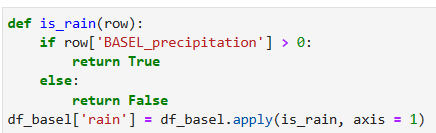 def is_rain(row):
    if row['BASEL_precipitation'] > 0:
        return True
    else:
        return False
df_basel['rain'] = df_basel.apply(is_rain, axis = 1)